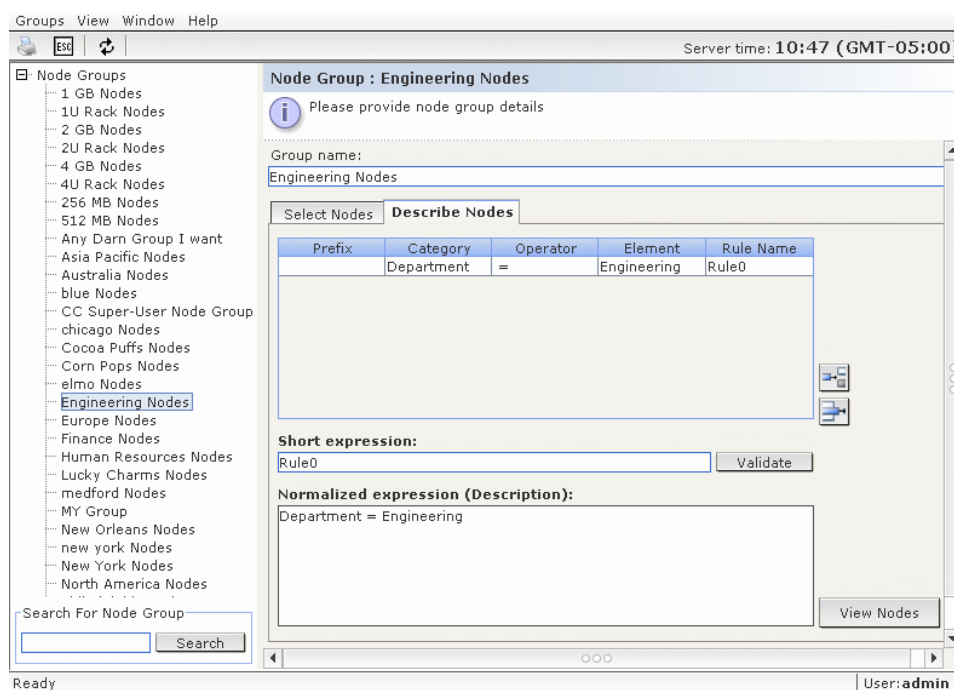 Groups View Window Help
ESC
Server time: 10:47 (GMT-05:00)
Node Groups
1 GB Nodes
1U Rack Nodes
2 GB Nodes
2U Rack Nodes
4 GB Nodes
4U Rack Nodes
256 MB Nodes
512 MB Nodes
Any Darn Group I want
Asia Pacific Nodes
Australia Nodes
blue Nodes
CC Super-User Node Group
chicago Nodes
Cocoa Puffs Nodes
Corn Pops Nodes
elmo Nodes
Engineering Nodes
Europe Nodes
Finance Nodes
Human Resources Nodes
Lucky Charms Nodes
medford Nodes
MY Group
New Orleans Nodes
new york Nodes
New York Nodes
North America Nodes
Search For Node Group
Search
Node Group : Engineering Nodes
Please provide node group details
Group name:
Engineering Nodes
Select Nodes Describe Nodes
Prefix Category Operator Element Rule Name
Department = Engineering Rule0
Short expression:
Rule0 Validate
Normalized expression (Description):
Department = Engineering
View Nodes
Ready User:admin